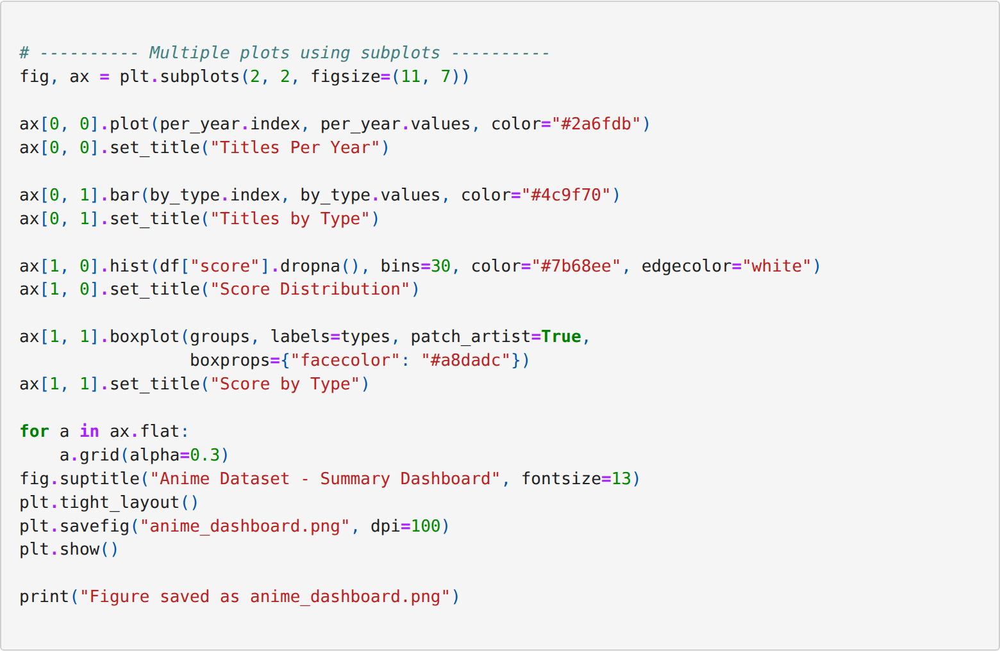 # ---------- Multiple plots using subplots ----------
fig, ax = plt.subplots(2, 2, figsize=(11, 7))

ax[0, 0].plot(per_year.index, per_year.values, color="#2a6fdb")
ax[0, 0].set_title("Titles Per Year")

ax[0, 1].bar(by_type.index, by_type.values, color="#4c9f70")
ax[0, 1].set_title("Titles by Type")

ax[1, 0].hist(df["score"].dropna(), bins=30, color="#7b68ee", edgecolor="white")
ax[1, 0].set_title("Score Distribution")

ax[1, 1].boxplot(groups, labels=types, patch_artist=True,
                 boxprops={"facecolor": "#a8dadc"})
ax[1, 1].set_title("Score by Type")

for a in ax.flat:
    a.grid(alpha=0.3)
fig.suptitle("Anime Dataset - Summary Dashboard", fontsize=13)
plt.tight_layout()
plt.savefig("anime_dashboard.png", dpi=100)
plt.show()

print("Figure saved as anime_dashboard.png")